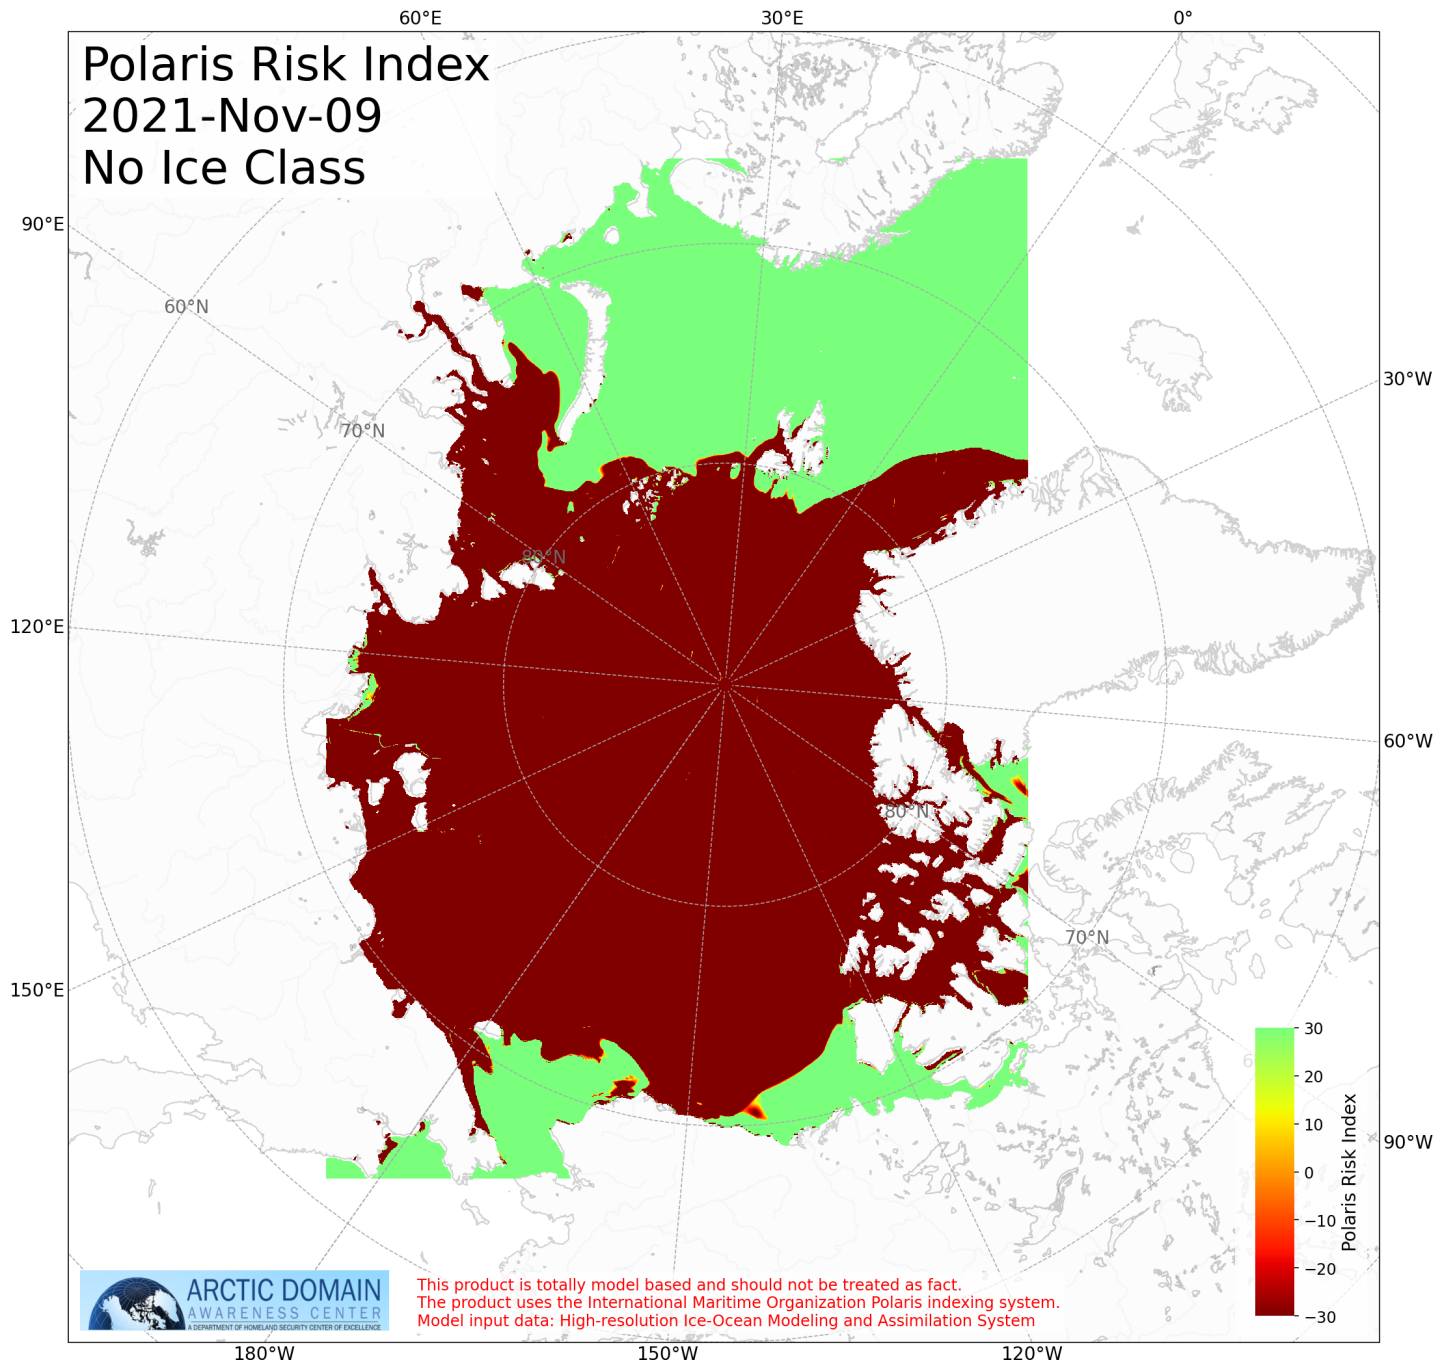 60°E 30°E 0°
Polaris Risk Index
2021-Nov-09
No Ice Class
90°E
60°N
30°W
70°N
80°N
120°E
60°W
80°N
70°N
150°E
30
20
10
0
−10
−20
−30
Polaris Risk Index
90°W
ARCTIC DOMAIN
AWARENESS CENTER
A DEPARTMENT OF HOMELAND SECURITY CENTER OF EXCELLENCE
This product is totally model based and should not be treated as fact.
The product uses the International Maritime Organization Polaris indexing system.
Model input data: High-resolution Ice-Ocean Modeling and Assimilation System
180°W 150°W 120°W